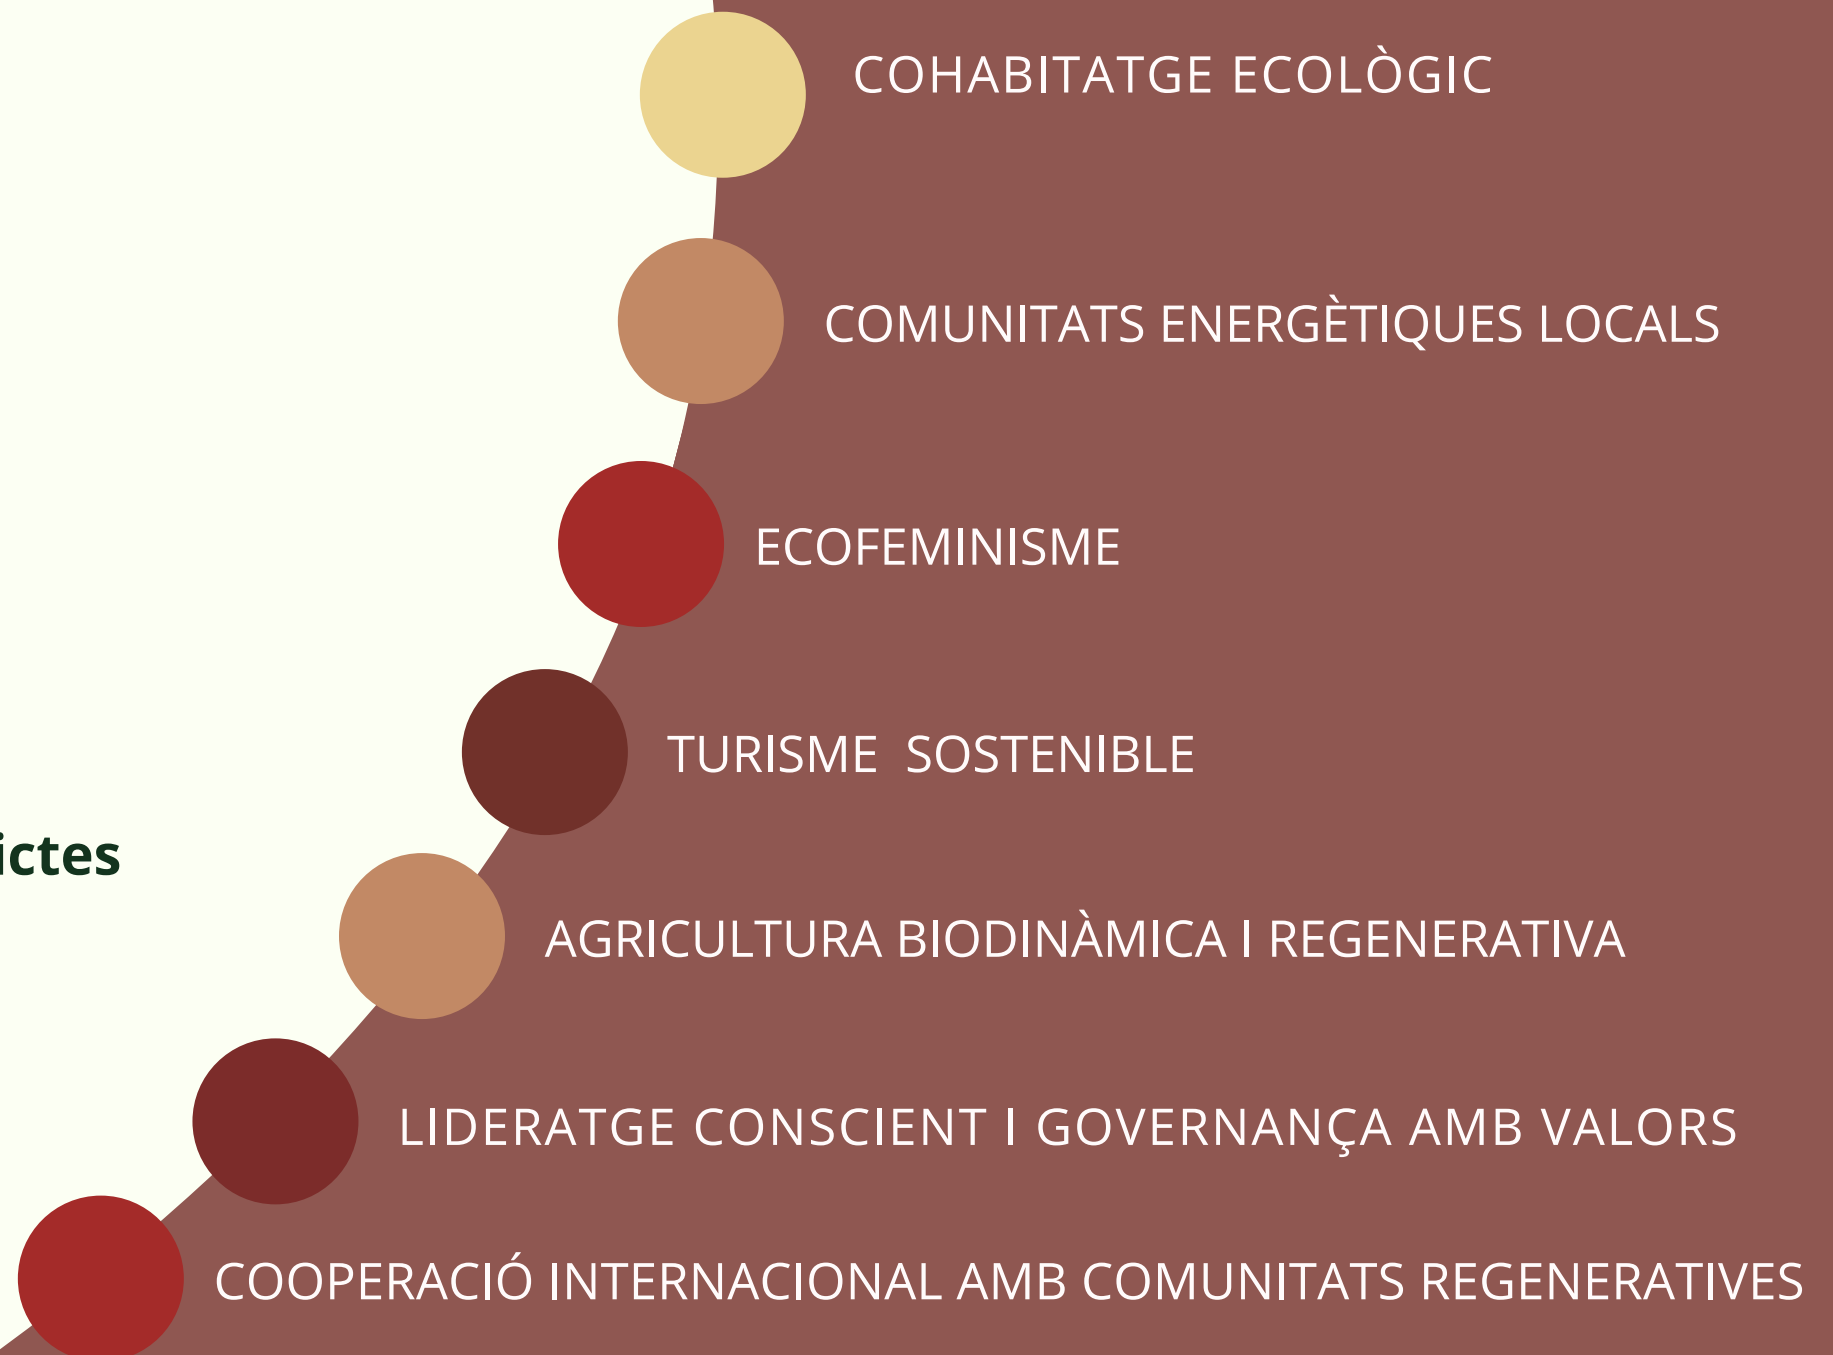 COHABITATGE ECOLÒGIC
COMUNITATS ENERGÈTIQUES LOCALS
ECOFEMINISME
TURISME SOSTENIBLE
ictes
AGRICULTURA BIODINÀMICA I REGENERATIVA
LIDERATGE CONSCIENT I GOVERNANÇA AMB VALORS
COOPERACIÓ INTERNACIONAL AMB COMUNITATS REGENERATIVES